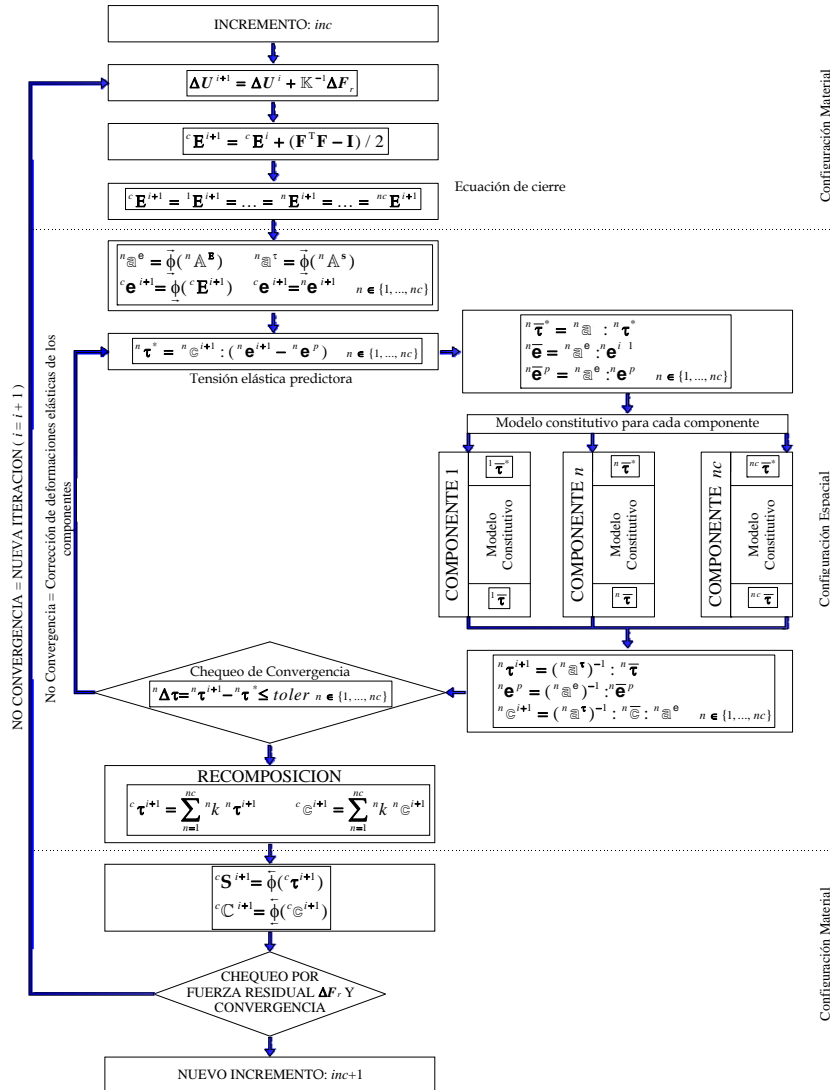 INCREMENTO: inc
ΔU^{i+1} = ΔU^{i} + 𝕂^{-1}ΔF_r
^cE^{i+1} = ^cE^{i} + (F^TF − I) / 2
Ecuación de cierre
^cE^{i+1} = ^1E^{i+1} = … = ^nE^{i+1} = … = ^{nc}E^{i+1}
Configuración Material
^n𝕒^e = ϕ⃗(^n𝔸^E) ^n𝕒^τ = ϕ⃗(^n𝔸^s)
^ce^{i+1} = ϕ⃗(^cE^{i+1}) ^ce^{i+1} = ^ne^{i+1} n ∈ {1, ..., nc}
^nτ^* = ^n𝕔^{i+1} : (^ne^{i+1} − ^ne^p) n ∈ {1, ..., nc}
Tensión elástica predictora
^nτ̅^* = ^n𝕒 : ^nτ^*
^ne̅ = ^n𝕒^e : ^ne^{i 1}
^ne̅^p = ^n𝕒^e : ^ne^p n ∈ {1, ..., nc}
Modelo constitutivo para cada componente
COMPONENTE 1
^1τ̅^*
Modelo
Constitutivo
^1τ̅
COMPONENTE n
^nτ̅^*
Modelo
Constitutivo
^nτ̅
COMPONENTE nc
^{nc}τ̅^*
Modelo
Constitutivo
^{nc}τ̅
Configuración Espacial
^nτ^{i+1} = (^n𝕒^τ)^{-1} : ^nτ̅
^ne^p = (^n𝕒^e)^{-1} : ^ne̅^p
^n𝕔^{i+1} = (^n𝕒^τ)^{-1} : ^n𝕔̅ : ^n𝕒^e n ∈ {1, ..., nc}
Chequeo de Convergencia
^nΔτ = ^nτ^{i+1} − ^nτ^* ≤ toler n ∈ {1, ..., nc}
No Convergencia = Corrección de deformaciones elásticas de los
componentes
NO CONVERGENCIA = NUEVA ITERACION ( i = i + 1 )
RECOMPOSICION
^cτ^{i+1} = ∑_{n=1}^{nc} ^nk ^nτ^{i+1} ^c𝕔^{i+1} = ∑_{n=1}^{nc} ^nk ^n𝕔^{i+1}
^cS^{i+1} = ϕ⃖(^cτ^{i+1})
^cℂ^{i+1} = ϕ⃖(^c𝕔^{i+1})
CHEQUEO POR
FUERZA RESIDUAL ΔF_r Y
CONVERGENCIA
Configuración Material
NUEVO INCREMENTO: inc+1